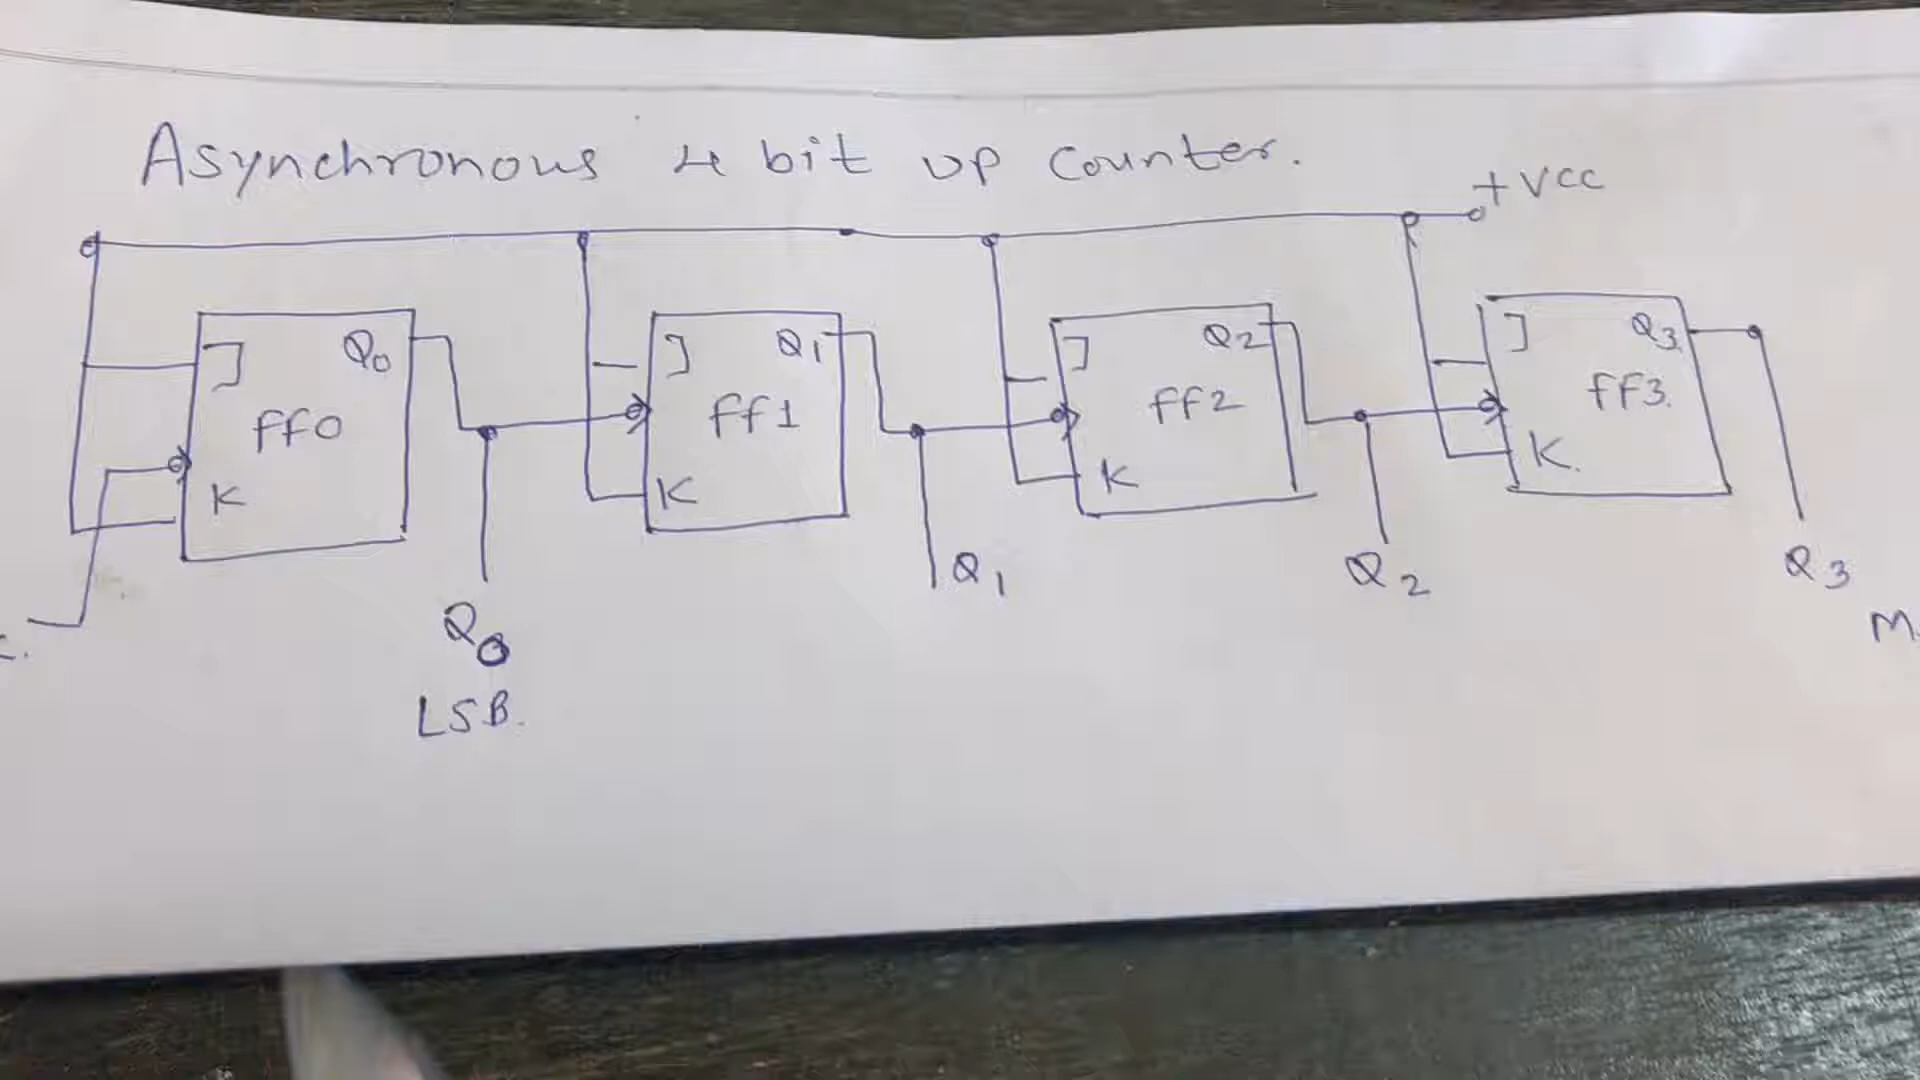 Asynchronous 4 bit up counter.
+VCC
J Q0
FF0
K
J Q1
FF1
K
J Q2
FF2
K
J Q3
FF3.
K.
Q0
LSB.
Q1
Q2
Q3